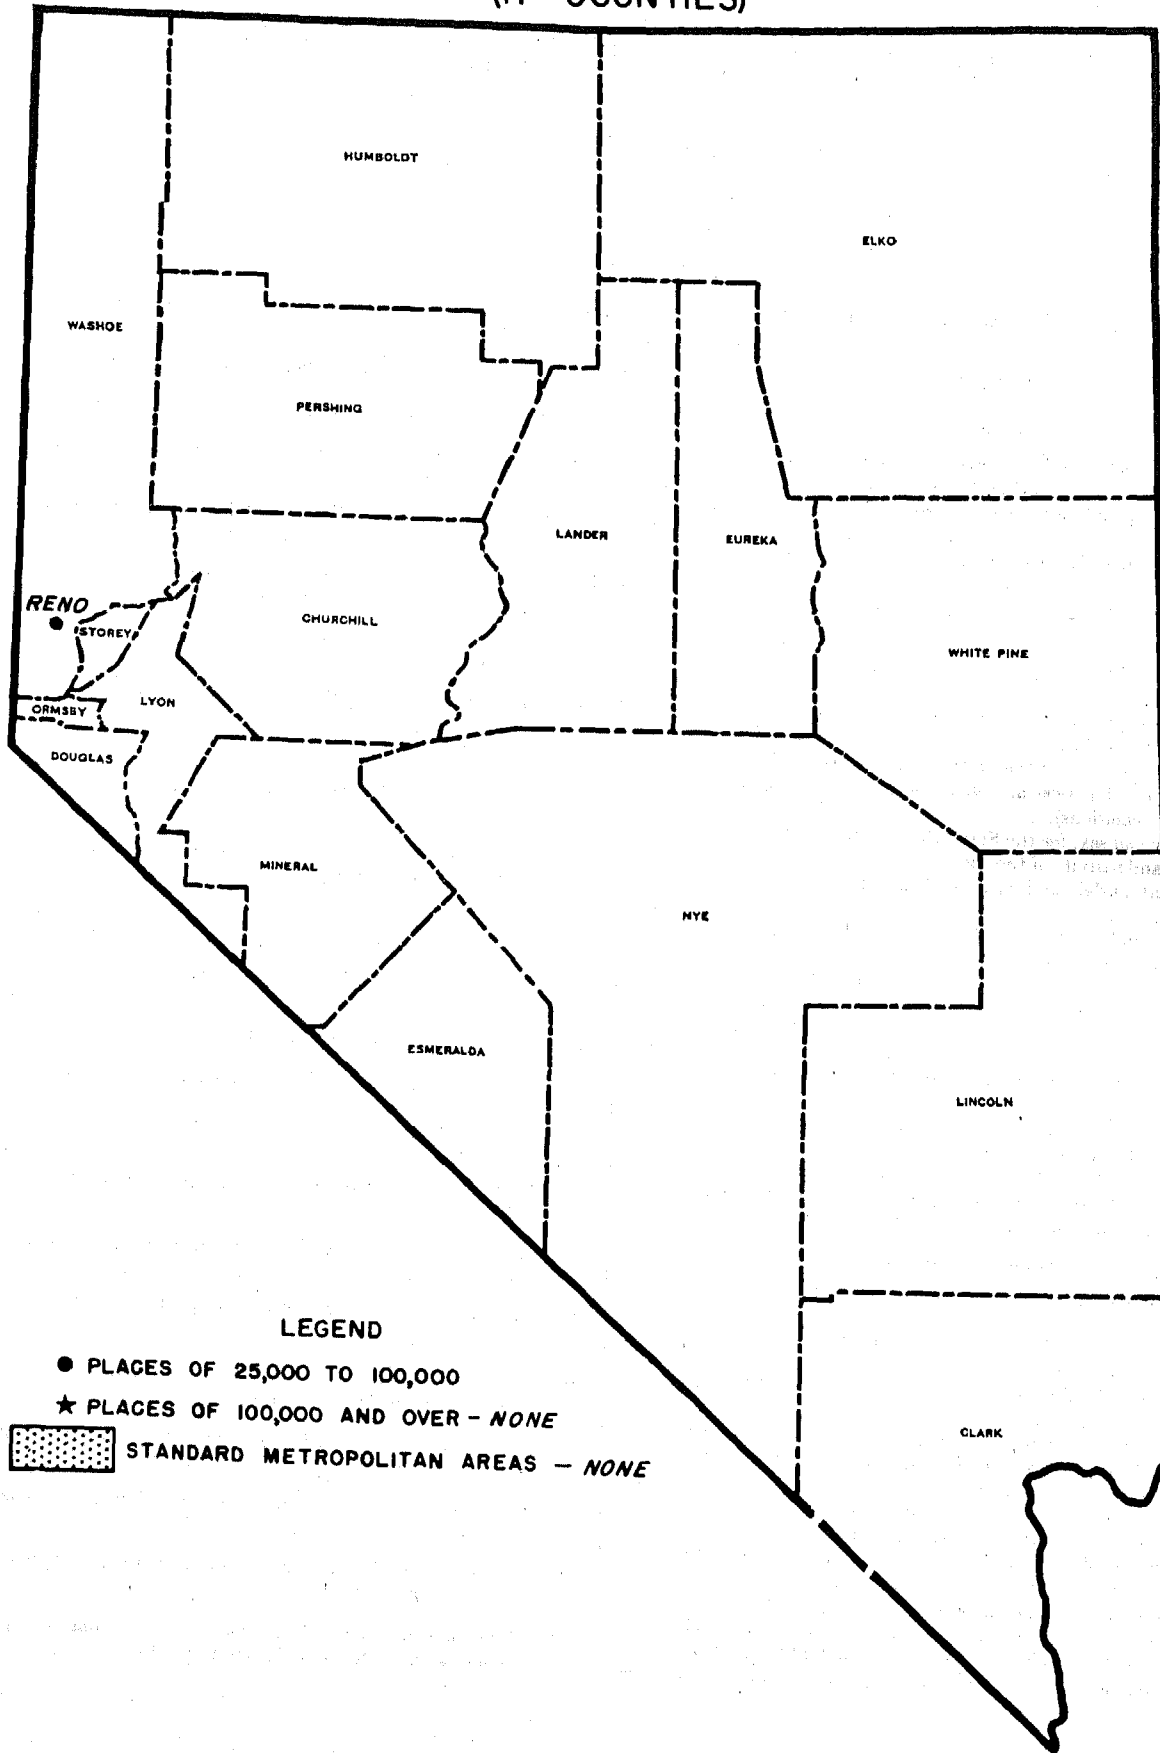 COUNTIES)
HUMBOLDT
ELKO
WASHOE
PERSHING
LANDER
EUREKA
RENO
STOREY
CHURCHILL
WHITE PINE
ORMSBY
LYON
DOUGLAS
MINERAL
NYE
ESMERALDA
LINCOLN
CLARK
LEGEND
PLACES OF 25,000 TO 100,000
PLACES OF 100,000 AND OVER - NONE
STANDARD METROPOLITAN AREAS - NONE